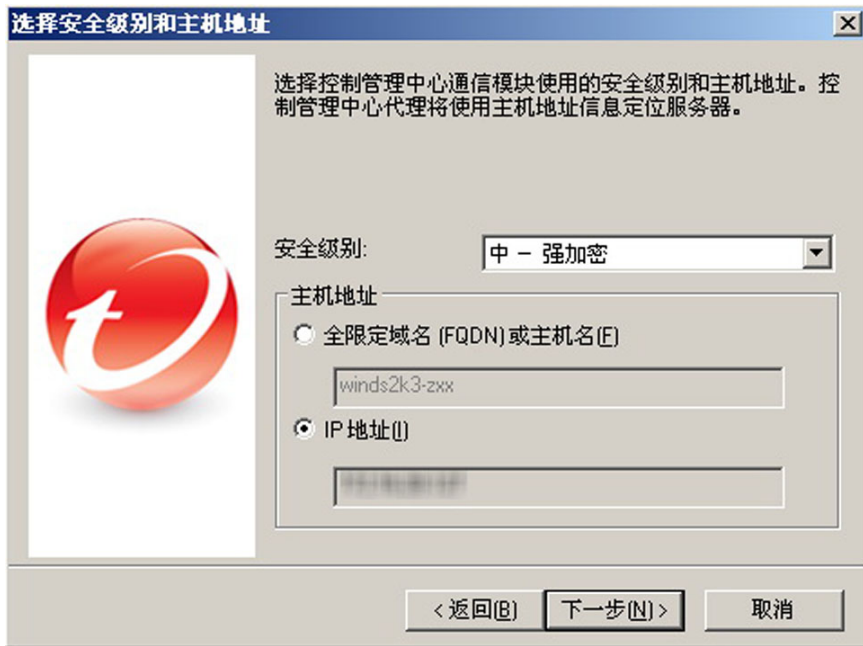 选择安全级别和主机地址
选择控制管理中心通信模块使用的安全级别和主机地址。控
制管理中心代理将使用主机地址信息定位服务器。
安全级别:
中 - 强加密
主机地址
全限定域名 (FQDN)或主机名(F)
winds2k3-zxx
IP 地址(I)
<返回(B)
下一步(N)>
取消